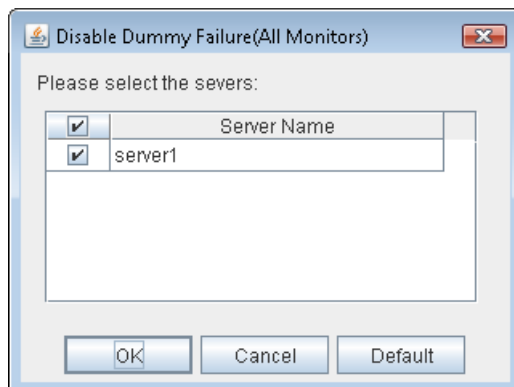 Disable Dummy Failure(All Monitors)
Please select the severs:
Server Name
server1
OK Cancel Default